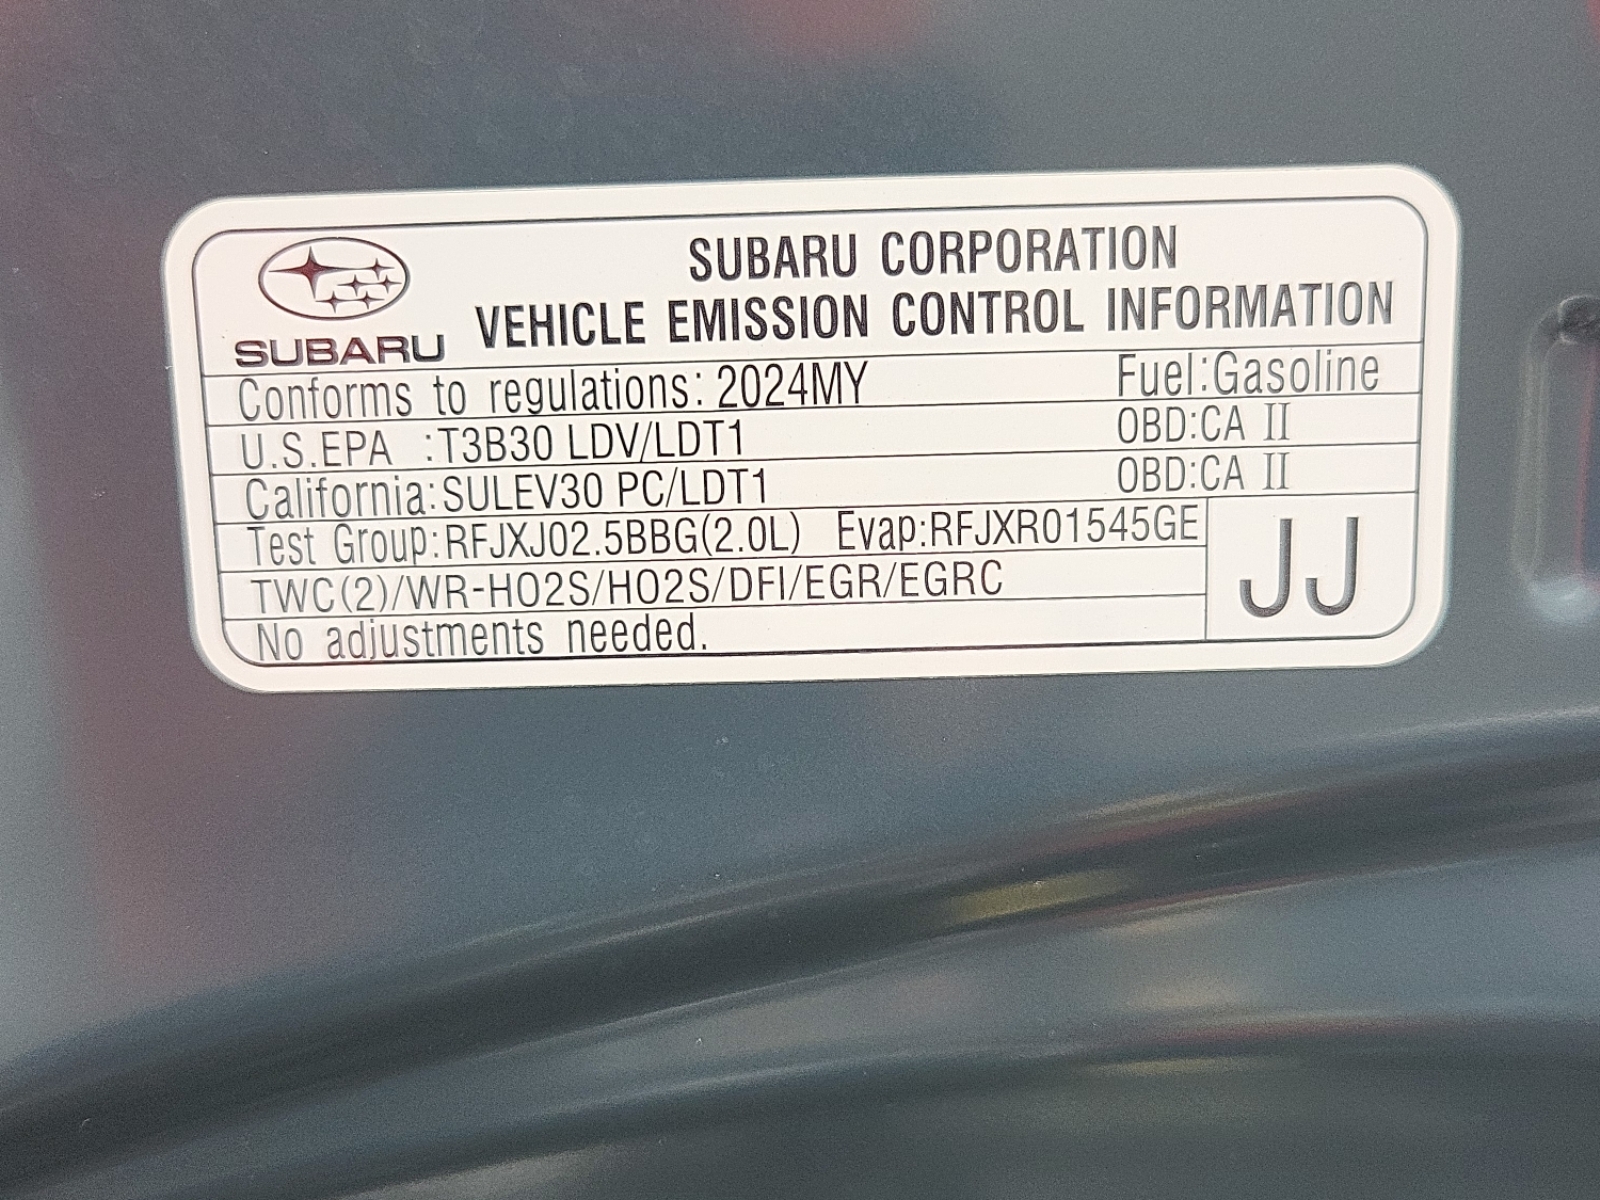 SUBARU CORPORATION
SUBARU VEHICLE EMISSION CONTROL INFORMATION
Conforms to regulations: 2024MY Fuel:Gasoline
U.S.EPA :T3B30 LDV/LDT1 OBD:CA II
California:SULEV30 PC/LDT1 OBD:CA II
Test Group:RFJXJ02.5BBG(2.0L) Evap:RFJXR01545GE
JJ
TWC(2)/WR-HO2S/HO2S/DFI/EGR/EGRC
No adjustments needed.